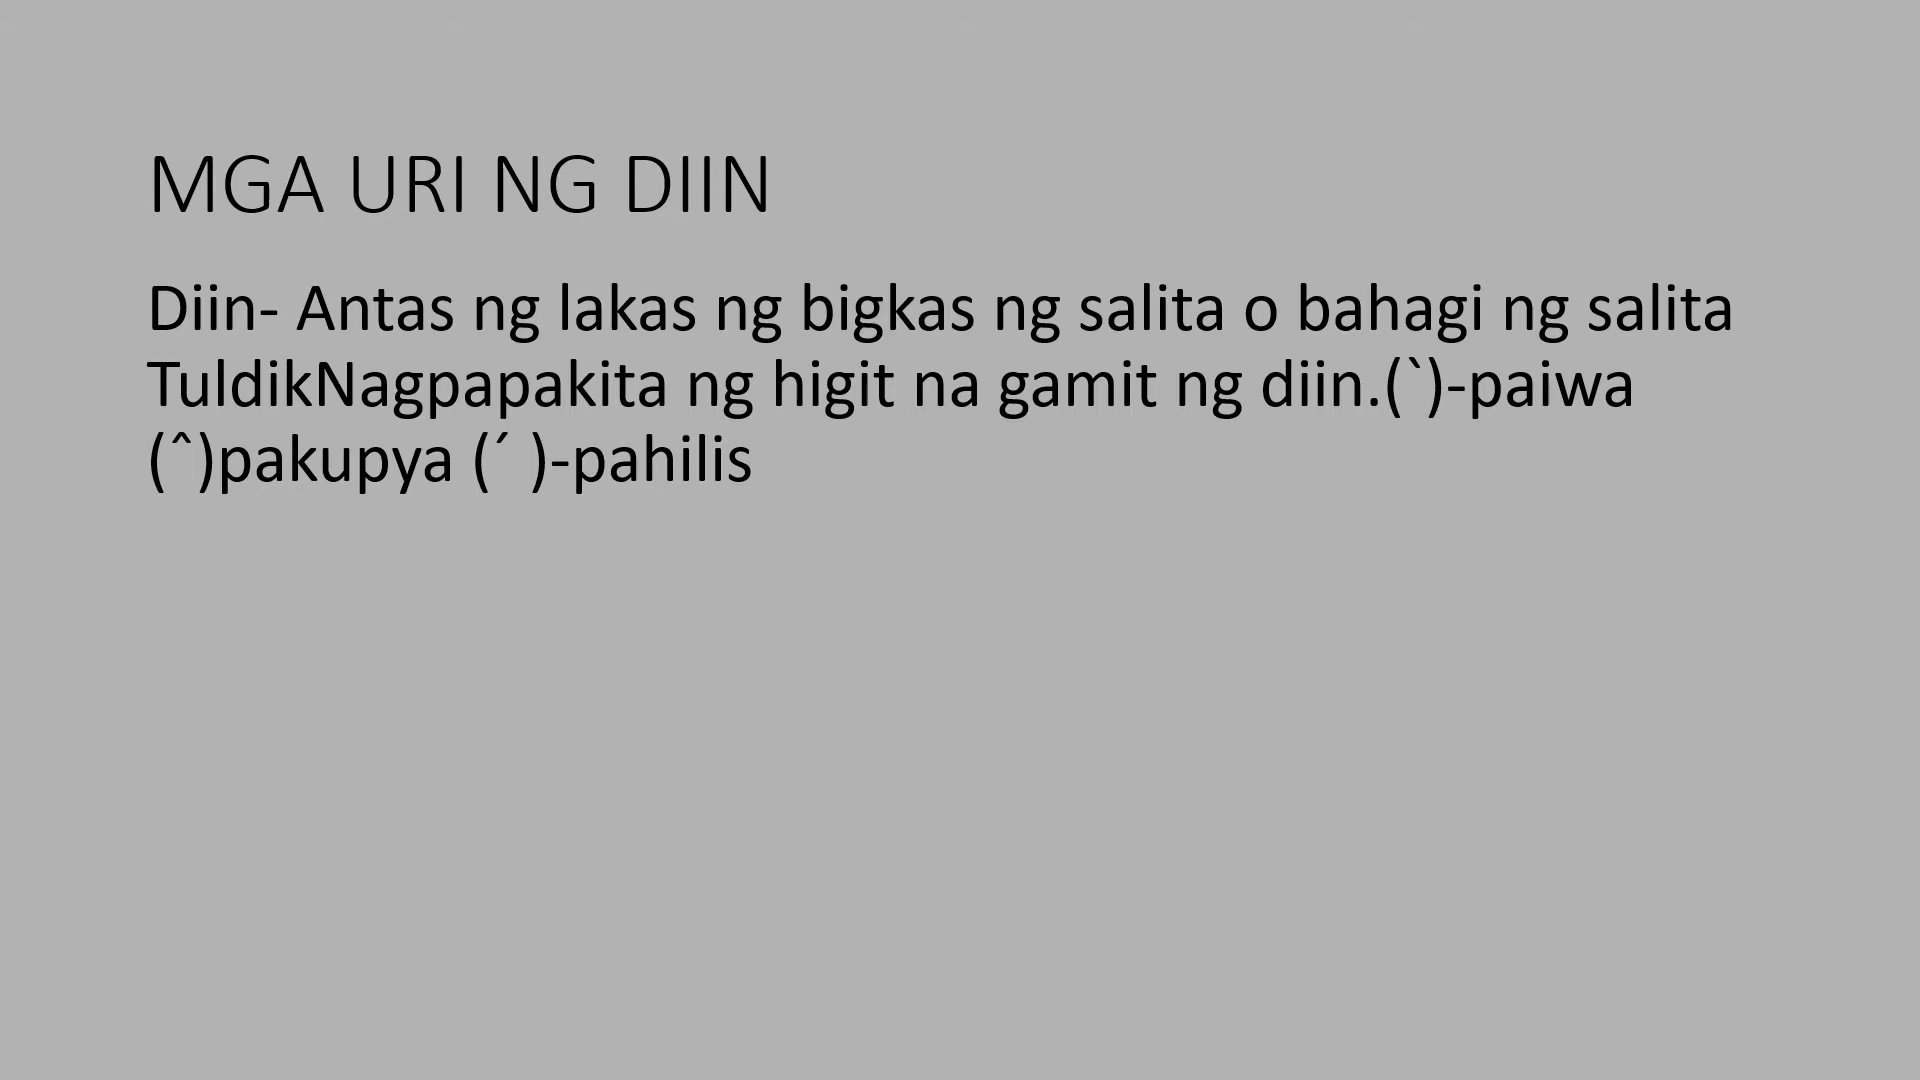 MGA URI NG DIIN
Diin- Antas ng lakas ng bigkas ng salita o bahagi ng salita
TuldikNagpapakita ng higit na gamit ng diin.(`)-paiwa
(ˆ)pakupya (´ )-pahilis